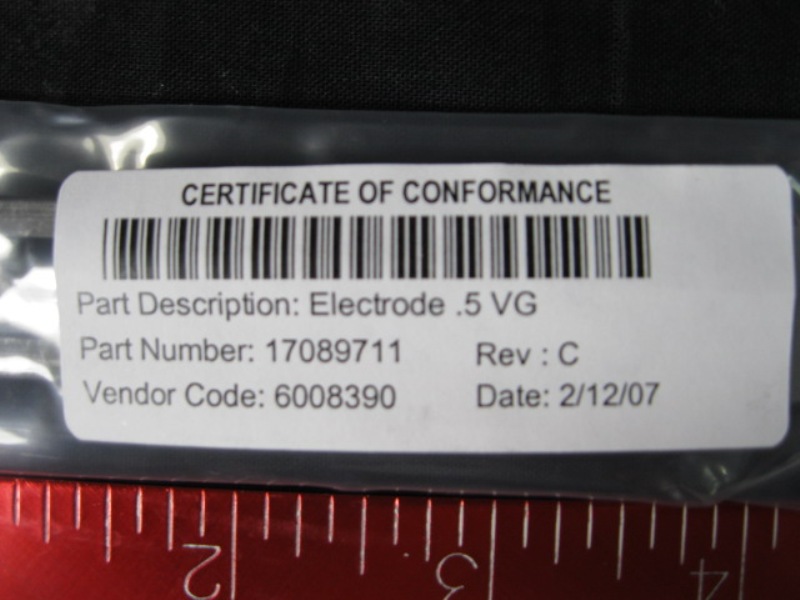 CERTIFICATE OF CONFORMANCE
Part Description: Electrode .5 VG
Part Number: 17089711 Rev : C
Vendor Code: 6008390 Date: 2/12/07
2 3 4